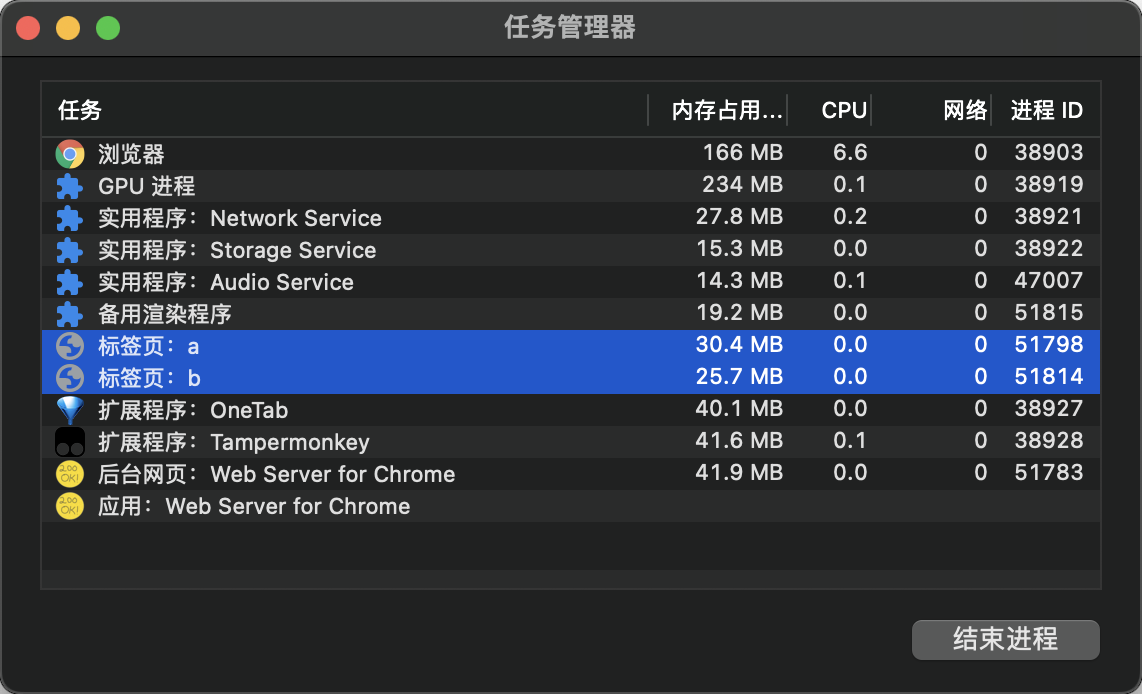 任务管理器
任务 内存占用... CPU 网络 进程 ID
浏览器 166 MB 6.6 0 38903
GPU 进程 234 MB 0.1 0 38919
实用程序：Network Service 27.8 MB 0.2 0 38921
实用程序：Storage Service 15.3 MB 0.0 0 38922
实用程序：Audio Service 14.3 MB 0.1 0 47007
备用渲染程序 19.2 MB 0.0 0 51815
标签页：a 30.4 MB 0.0 0 51798
标签页：b 25.7 MB 0.0 0 51814
扩展程序：OneTab 40.1 MB 0.0 0 38927
扩展程序：Tampermonkey 41.6 MB 0.1 0 38928
200 OK! 后台网页：Web Server for Chrome 41.9 MB 0.0 0 51783
200 OK! 应用：Web Server for Chrome
结束进程